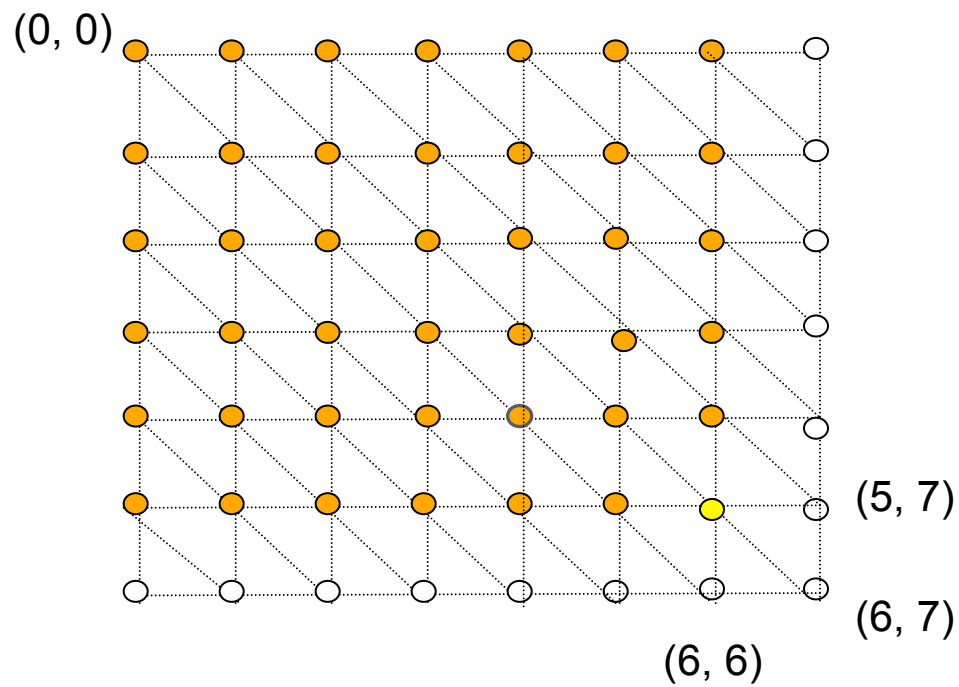 (0, 0)
(5, 7)
(6, 7)
(6, 6)